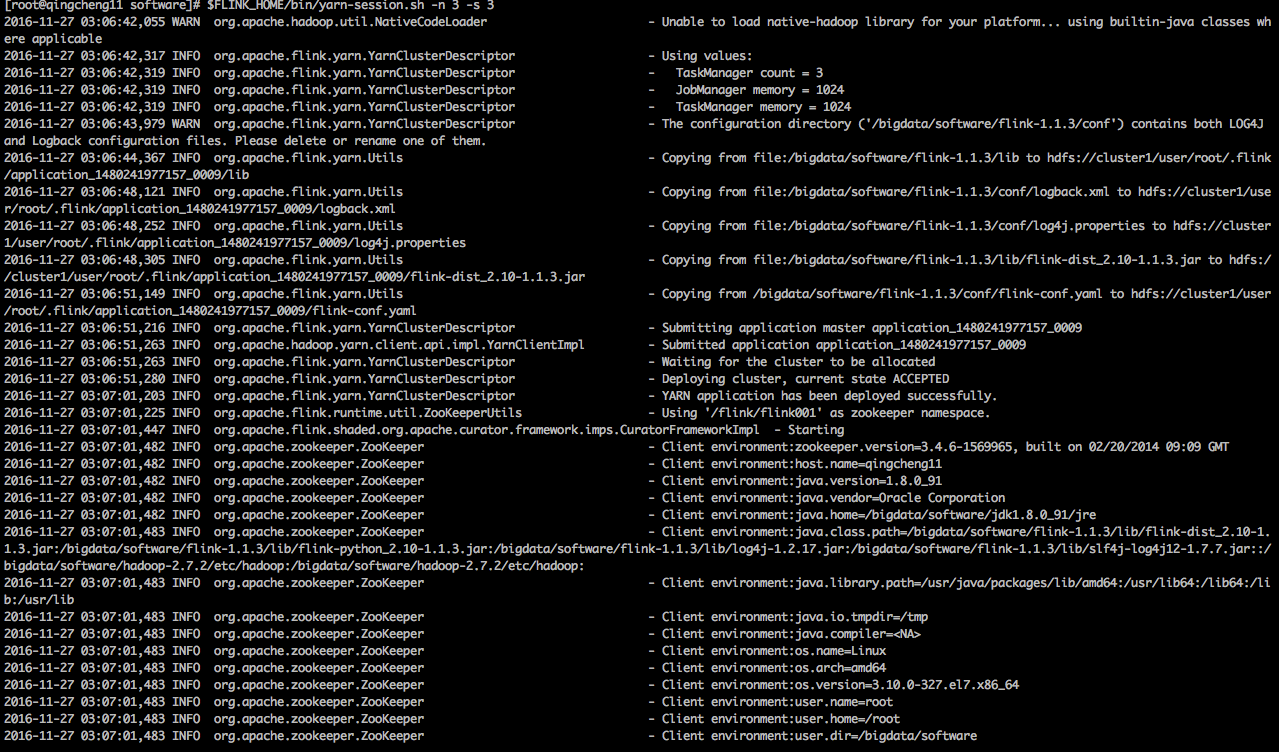 [root@qingcheng11 software]# $FLINK_HOME/bin/yarn-session.sh -n 3 -s 3
2016-11-27 03:06:42,055 WARN  org.apache.hadoop.util.NativeCodeLoader                       - Unable to load native-hadoop library for your platform... using builtin-java classes wh
ere applicable
2016-11-27 03:06:42,317 INFO  org.apache.flink.yarn.YarnClusterDescriptor                   - Using values:
2016-11-27 03:06:42,319 INFO  org.apache.flink.yarn.YarnClusterDescriptor                   -   TaskManager count = 3
2016-11-27 03:06:42,319 INFO  org.apache.flink.yarn.YarnClusterDescriptor                   -   JobManager memory = 1024
2016-11-27 03:06:42,319 INFO  org.apache.flink.yarn.YarnClusterDescriptor                   -   TaskManager memory = 1024
2016-11-27 03:06:43,979 WARN  org.apache.flink.yarn.YarnClusterDescriptor                   - The configuration directory ('/bigdata/software/flink-1.1.3/conf') contains both LOG4J
and Logback configuration files. Please delete or rename one of them.
2016-11-27 03:06:44,367 INFO  org.apache.flink.yarn.Utils                                   - Copying from file:/bigdata/software/flink-1.1.3/lib to hdfs://cluster1/user/root/.flink
/application_1480241977157_0009/lib
2016-11-27 03:06:48,121 INFO  org.apache.flink.yarn.Utils                                   - Copying from file:/bigdata/software/flink-1.1.3/conf/logback.xml to hdfs://cluster1/use
r/root/.flink/application_1480241977157_0009/logback.xml
2016-11-27 03:06:48,252 INFO  org.apache.flink.yarn.Utils                                   - Copying from file:/bigdata/software/flink-1.1.3/conf/log4j.properties to hdfs://cluster
1/user/root/.flink/application_1480241977157_0009/log4j.properties
2016-11-27 03:06:48,305 INFO  org.apache.flink.yarn.Utils                                   - Copying from file:/bigdata/software/flink-1.1.3/lib/flink-dist_2.10-1.1.3.jar to hdfs:/
/cluster1/user/root/.flink/application_1480241977157_0009/flink-dist_2.10-1.1.3.jar
2016-11-27 03:06:51,149 INFO  org.apache.flink.yarn.Utils                                   - Copying from /bigdata/software/flink-1.1.3/conf/flink-conf.yaml to hdfs://cluster1/user
/root/.flink/application_1480241977157_0009/flink-conf.yaml
2016-11-27 03:06:51,216 INFO  org.apache.flink.yarn.YarnClusterDescriptor                   - Submitting application master application_1480241977157_0009
2016-11-27 03:06:51,263 INFO  org.apache.hadoop.yarn.client.api.impl.YarnClientImpl         - Submitted application application_1480241977157_0009
2016-11-27 03:06:51,263 INFO  org.apache.flink.yarn.YarnClusterDescriptor                   - Waiting for the cluster to be allocated
2016-11-27 03:06:51,280 INFO  org.apache.flink.yarn.YarnClusterDescriptor                   - Deploying cluster, current state ACCEPTED
2016-11-27 03:07:01,203 INFO  org.apache.flink.yarn.YarnClusterDescriptor                   - YARN application has been deployed successfully.
2016-11-27 03:07:01,225 INFO  org.apache.flink.runtime.util.ZooKeeperUtils                  - Using '/flink/flink001' as zookeeper namespace.
2016-11-27 03:07:01,447 INFO  org.apache.flink.shaded.org.apache.curator.framework.imps.CuratorFrameworkImpl  - Starting
2016-11-27 03:07:01,482 INFO  org.apache.zookeeper.ZooKeeper                                - Client environment:zookeeper.version=3.4.6-1569965, built on 02/20/2014 09:09 GMT
2016-11-27 03:07:01,482 INFO  org.apache.zookeeper.ZooKeeper                                - Client environment:host.name=qingcheng11
2016-11-27 03:07:01,482 INFO  org.apache.zookeeper.ZooKeeper                                - Client environment:java.version=1.8.0_91
2016-11-27 03:07:01,482 INFO  org.apache.zookeeper.ZooKeeper                                - Client environment:java.vendor=Oracle Corporation
2016-11-27 03:07:01,482 INFO  org.apache.zookeeper.ZooKeeper                                - Client environment:java.home=/bigdata/software/jdk1.8.0_91/jre
2016-11-27 03:07:01,483 INFO  org.apache.zookeeper.ZooKeeper                                - Client environment:java.class.path=/bigdata/software/flink-1.1.3/lib/flink-dist_2.10-1.
1.3.jar:/bigdata/software/flink-1.1.3/lib/flink-python_2.10-1.1.3.jar:/bigdata/software/flink-1.1.3/lib/log4j-1.2.17.jar:/bigdata/software/flink-1.1.3/lib/slf4j-log4j12-1.7.7.jar::/
bigdata/software/hadoop-2.7.2/etc/hadoop:/bigdata/software/hadoop-2.7.2/etc/hadoop:
2016-11-27 03:07:01,483 INFO  org.apache.zookeeper.ZooKeeper                                - Client environment:java.library.path=/usr/java/packages/lib/amd64:/usr/lib64:/lib64:/li
b:/usr/lib
2016-11-27 03:07:01,483 INFO  org.apache.zookeeper.ZooKeeper                                - Client environment:java.io.tmpdir=/tmp
2016-11-27 03:07:01,483 INFO  org.apache.zookeeper.ZooKeeper                                - Client environment:java.compiler=<NA>
2016-11-27 03:07:01,483 INFO  org.apache.zookeeper.ZooKeeper                                - Client environment:os.name=Linux
2016-11-27 03:07:01,483 INFO  org.apache.zookeeper.ZooKeeper                                - Client environment:os.arch=amd64
2016-11-27 03:07:01,483 INFO  org.apache.zookeeper.ZooKeeper                                - Client environment:os.version=3.10.0-327.el7.x86_64
2016-11-27 03:07:01,483 INFO  org.apache.zookeeper.ZooKeeper                                - Client environment:user.name=root
2016-11-27 03:07:01,483 INFO  org.apache.zookeeper.ZooKeeper                                - Client environment:user.home=/root
2016-11-27 03:07:01,483 INFO  org.apache.zookeeper.ZooKeeper                                - Client environment:user.dir=/bigdata/software